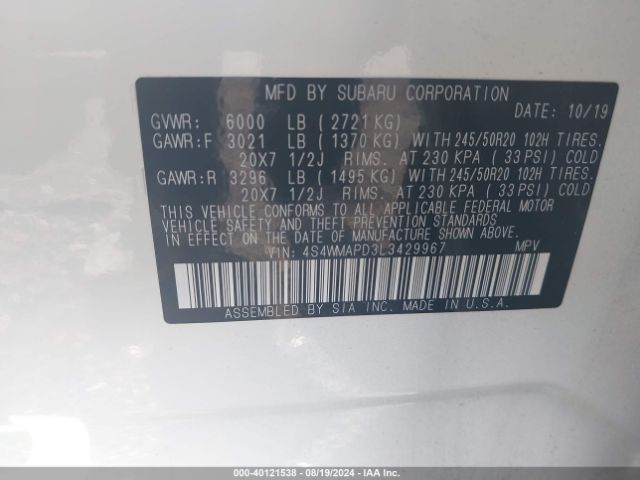 MFD BY SUBARU CORPORATION
DATE: 10/19
GVWR: 6000 LB ( 2721 KG)
GAWR:F 3021 LB ( 1370 KG) WITH 245/50R20 102H TIRES.
20X7 1/2J RIMS. AT 230 KPA ( 33 PSI) COLD
GAWR:R 3296 LB ( 1495 KG) WITH 245/50R20 102H TIRES.
20X7 1/2J RIMS. AT 230 KPA ( 33 PSI) COLD
THIS VEHICLE CONFORMS TO ALL APPLICABLE FEDERAL MOTOR
VEHICLE SAFETY AND THEFT PREVENTION STANDARDS
IN EFFECT ON THE DATE OF MANUFACTURE SHOWN ABOVE.
VIN: 4S4WMAPD3L3429967 MPV
ASSEMBLED BY SIA INC. MADE IN U.S.A.
000-40121538 - 08/19/2024 - IAAI.com